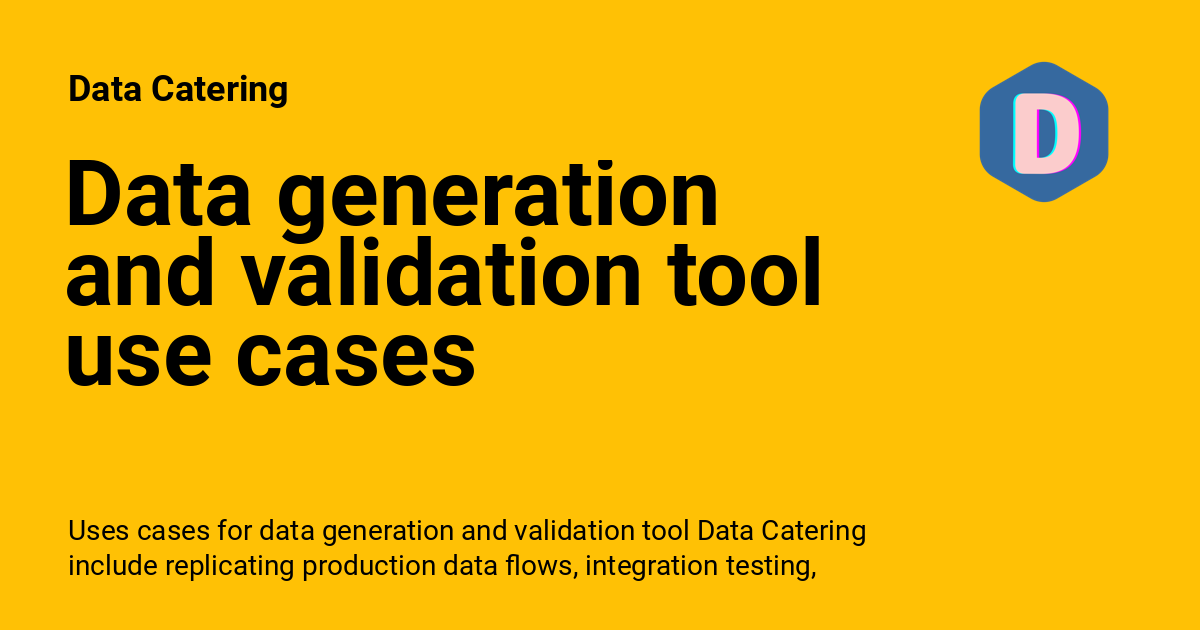 Data Catering
D
Data generation
and validation tool
use cases
Uses cases for data generation and validation tool Data Catering
include replicating production data flows, integration testing,